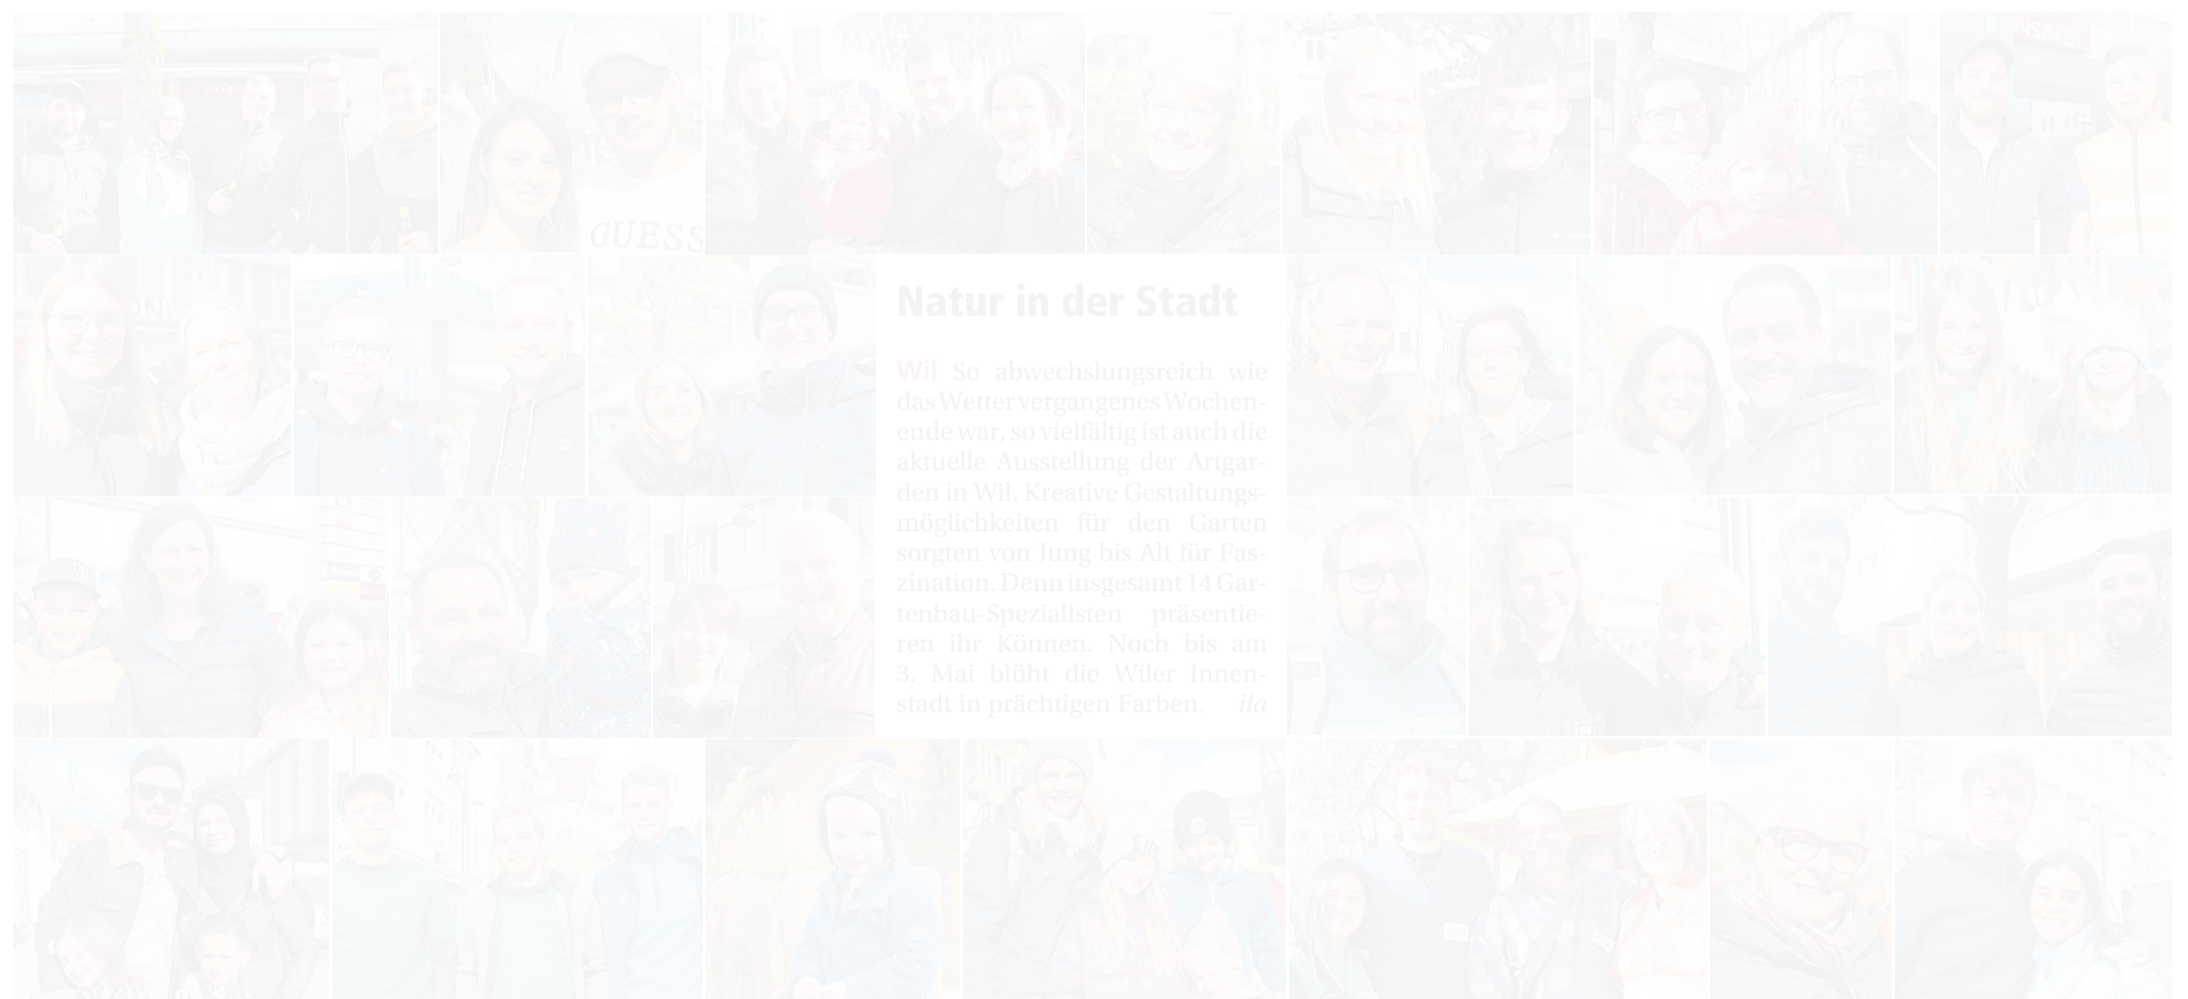 GUESS
Natur in der Stadt
Wil So abwechslungsreich wie
das Wetter vergangenes Wochen-
ende war, so vielfältig ist auch die
aktuelle Ausstellung der Artgar-
den in Wil. Kreative Gestaltungs-
möglichkeiten für den Garten
sorgten von Jung bis Alt für Fas-
zination. Denn insgesamt 14 Gar-
tenbau-Spezialisten präsentie-
ren ihr Können. Noch bis am
3. Mai blüht die Wiler Innen-
stadt in prächtigen Farben. ila